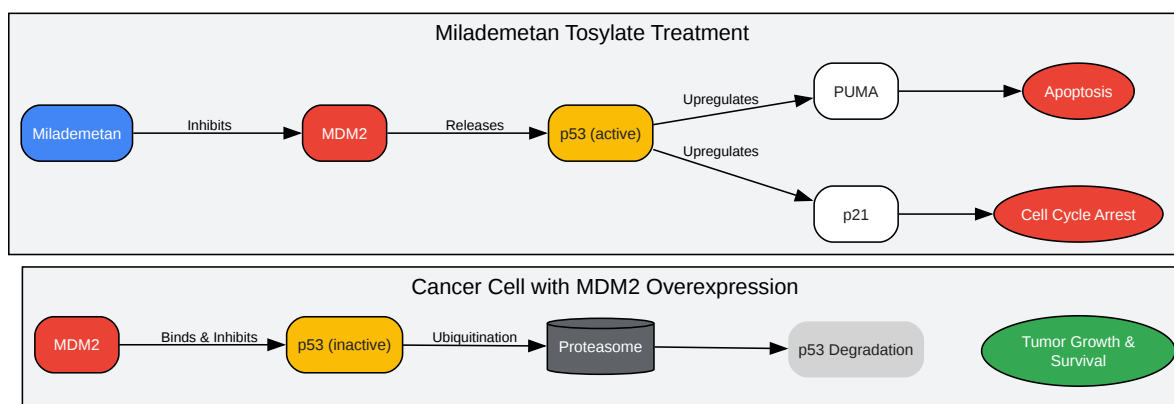 Milademetan Tosylate Treatment
Milademetan
Inhibits
MDM2
Releases
p53 (active)
Upregulates
PUMA
Apoptosis
Upregulates
p21
Cell Cycle Arrest
Cancer Cell with MDM2 Overexpression
MDM2
Binds & Inhibits
p53 (inactive)
Ubiquitination
Proteasome
p53 Degradation
Tumor Growth &
Survival